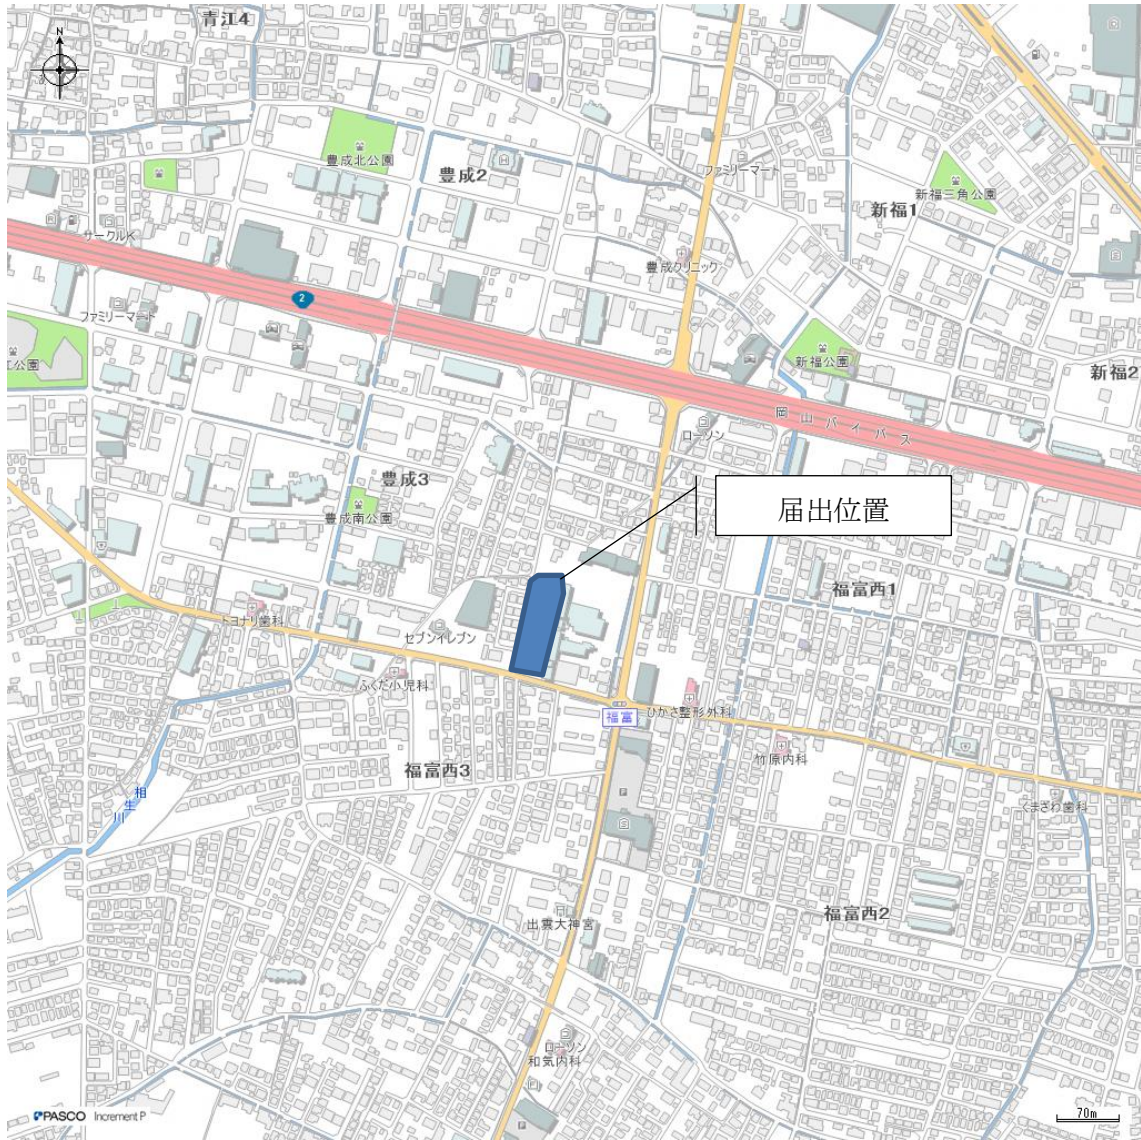 青江4
N
豊成北公園
豊成2
ファミリーマート
新福三角公園
新福1
サークルK
豊成クリニック
2
ファミリーマート
新福公園
江公園
新福2
岡山バイパス
ローソン
豊成3
届出位置
豊成南公園
福富西1
トヨナリ歯科
セブンイレブン
ふくだ小児科
福富
ひかさ整形外科
竹原内科
福富西3
相生川
P
くまざわ歯科
福富西2
出雲大神宮
ローソン
和気内科
P
PASCO Increment P
70m
P